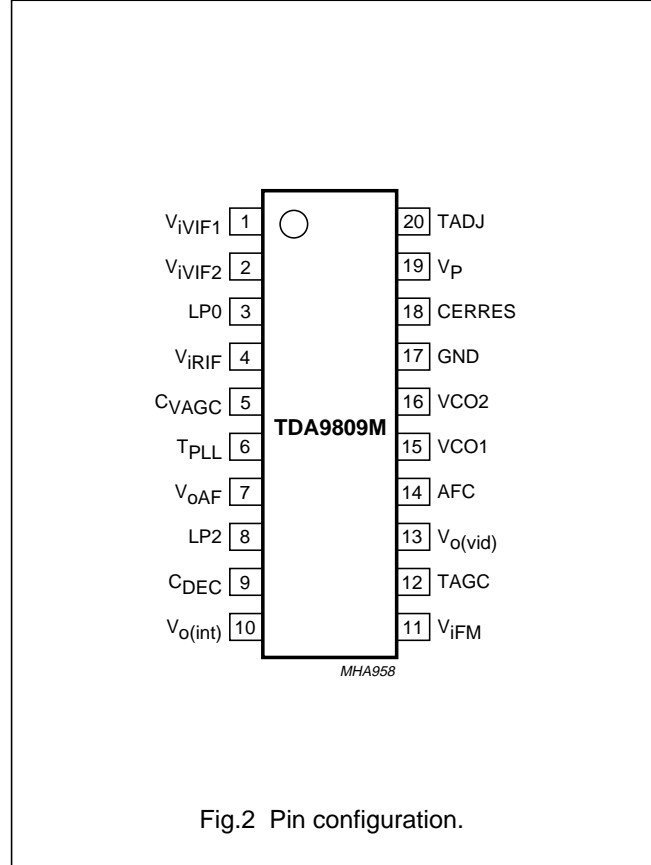 ViVIF1 1 20 TADJ
ViVIF2 2 19 VP
LP0 3 18 CERRES
ViRIF 4 17 GND
CVAGC 5 16 VCO2
TDA9809M
TPLL 6 15 VCO1
VoAF 7 14 AFC
LP2 8 13 Vo(vid)
CDEC 9 12 TAGC
Vo(int) 10 11 ViFM
MHA958
Fig.2 Pin configuration.